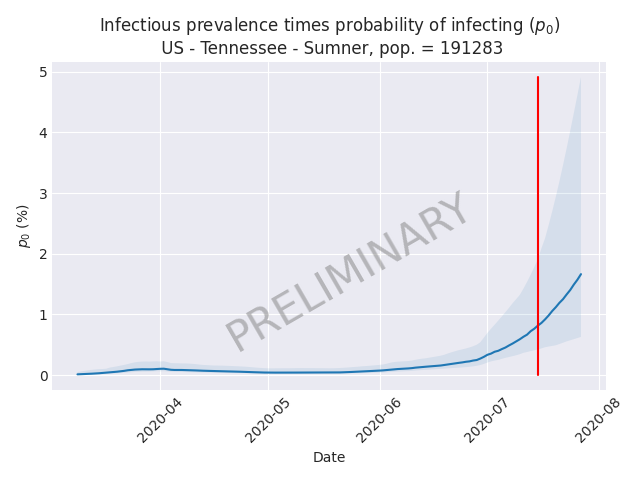 Infectious prevalence times probability of infecting (p₀)
US - Tennessee - Sumner, pop. = 191283
5
4
3
2
1
0
p₀ (%)
PRELIMINARY
2020-04
2020-05
2020-06
2020-07
2020-08
Date